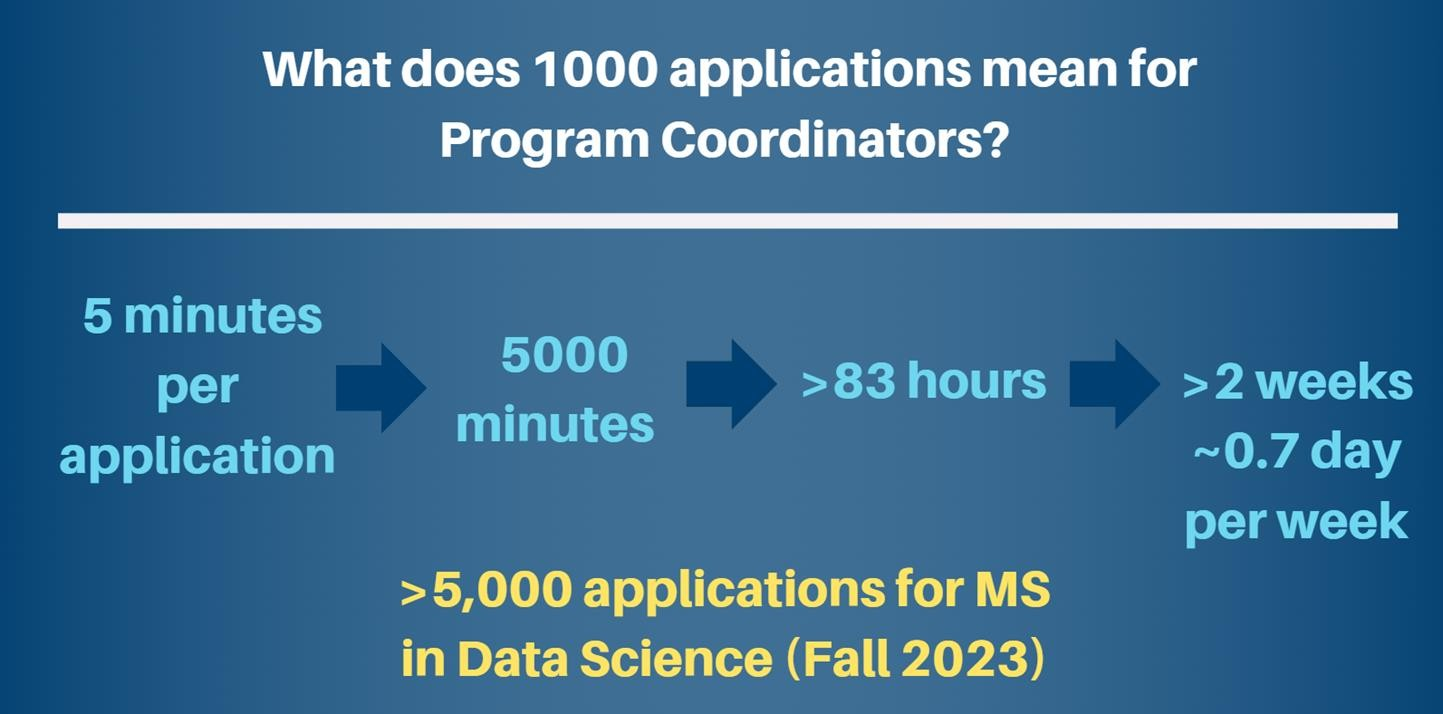 What does 1000 applications mean for
Program Coordinators?
5 minutes
per
application
5000
minutes
>83 hours
>2 weeks
~0.7 day
per week
>5,000 applications for MS
in Data Science (Fall 2023)